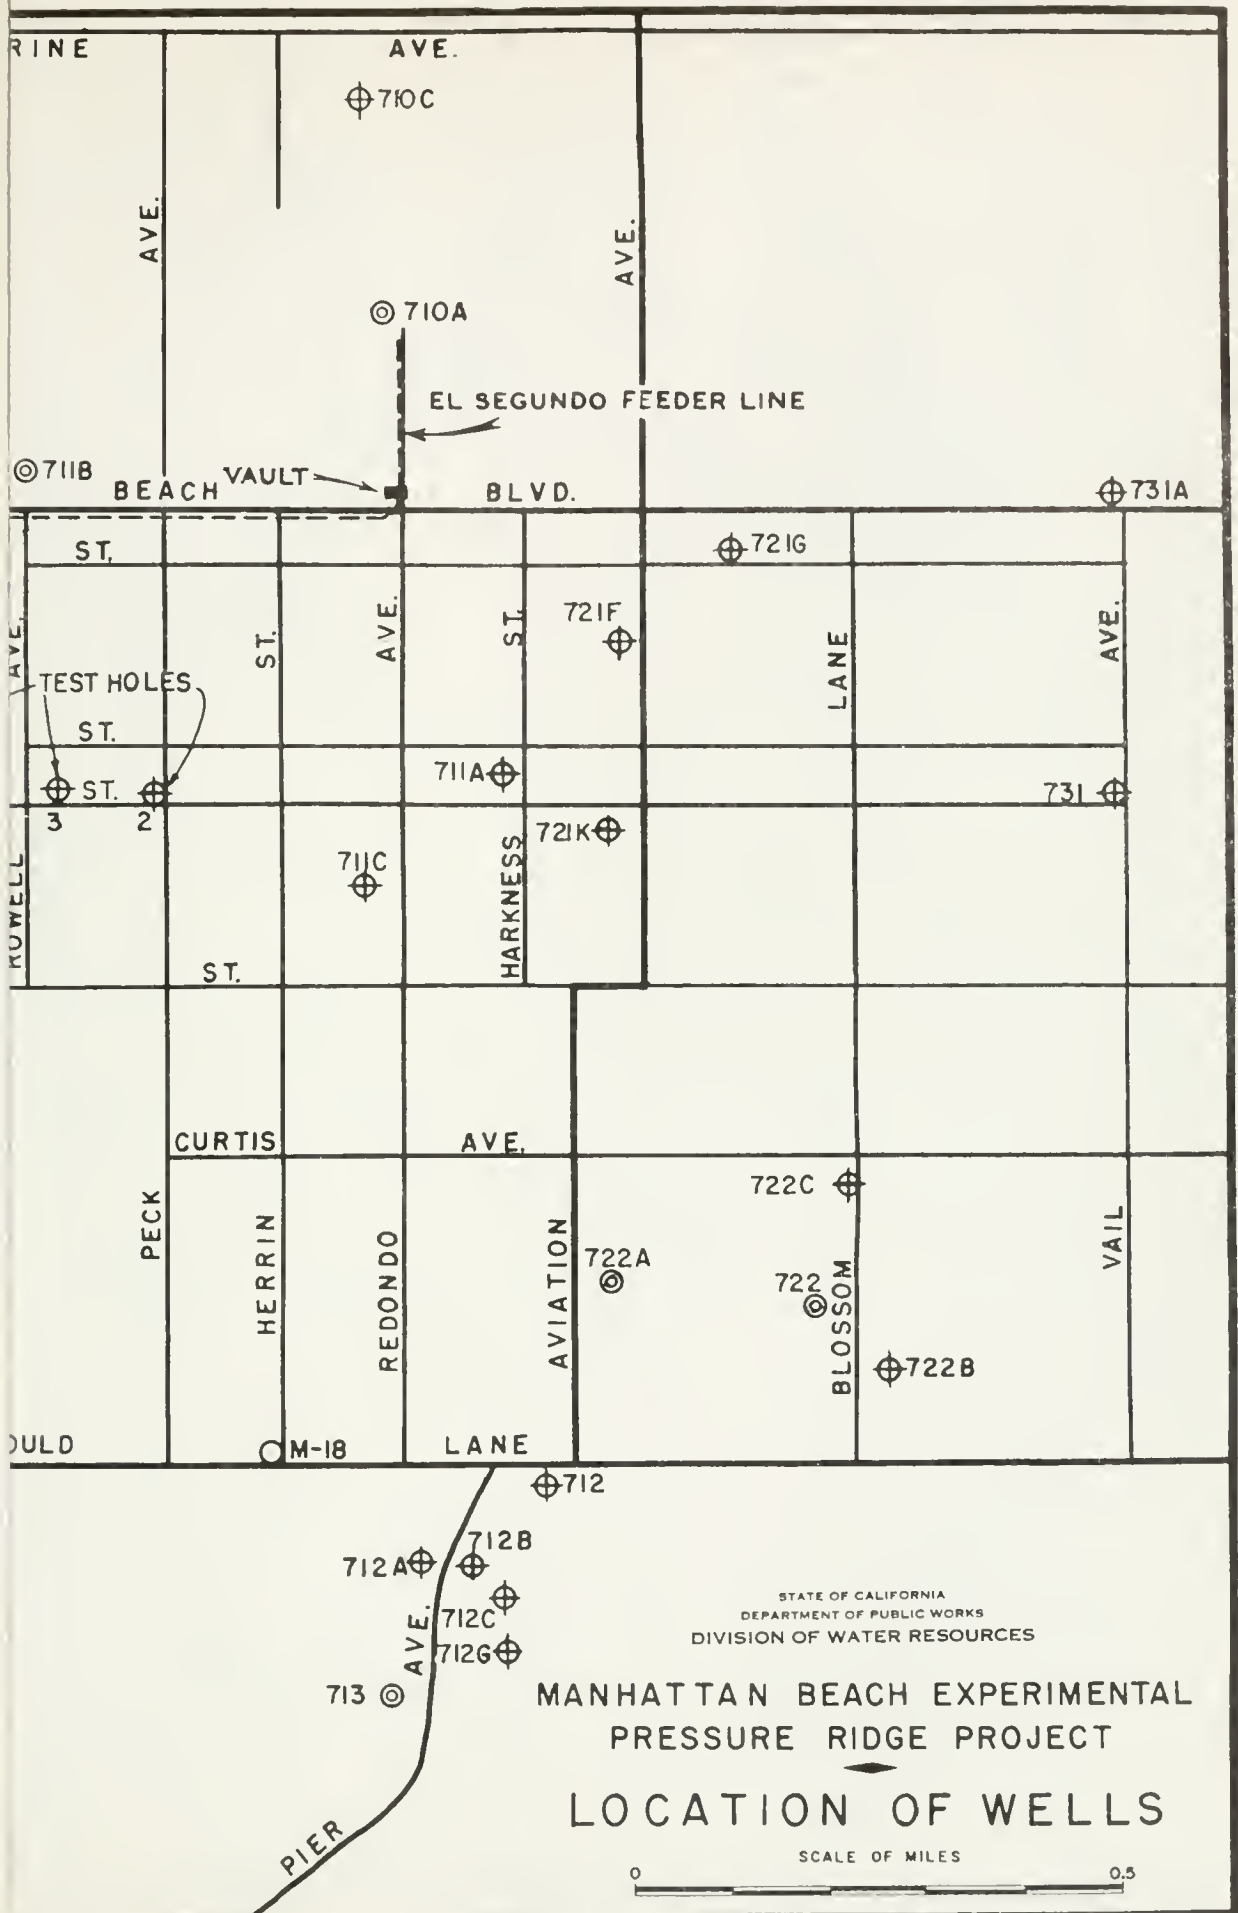 RINE AVE.
710C
AVE.
AVE.
710A
EL SEGUNDO FEEDER LINE
711B
VAULT
BEACH BLVD.
731A
ST.
721G
AVE.
ST.
AVE.
ST.
721F
LANE
AVE.
TEST HOLES
ST.
711A
ST.
731
3
2
721K
711C
ROWELL
HARKNESS
ST.
CURTIS AVE.
722C
PECK
HERRIN
REDONDO
AVIATION
722A
722
BLOSSOM
VAIL
722B
OULD LANE
M-18
712
712B
712A
712C
AVE.
712G
713
PIER
STATE OF CALIFORNIA
DEPARTMENT OF PUBLIC WORKS
DIVISION OF WATER RESOURCES
MANHATTAN BEACH EXPERIMENTAL
PRESSURE RIDGE PROJECT
LOCATION OF WELLS
SCALE OF MILES
0 0.5